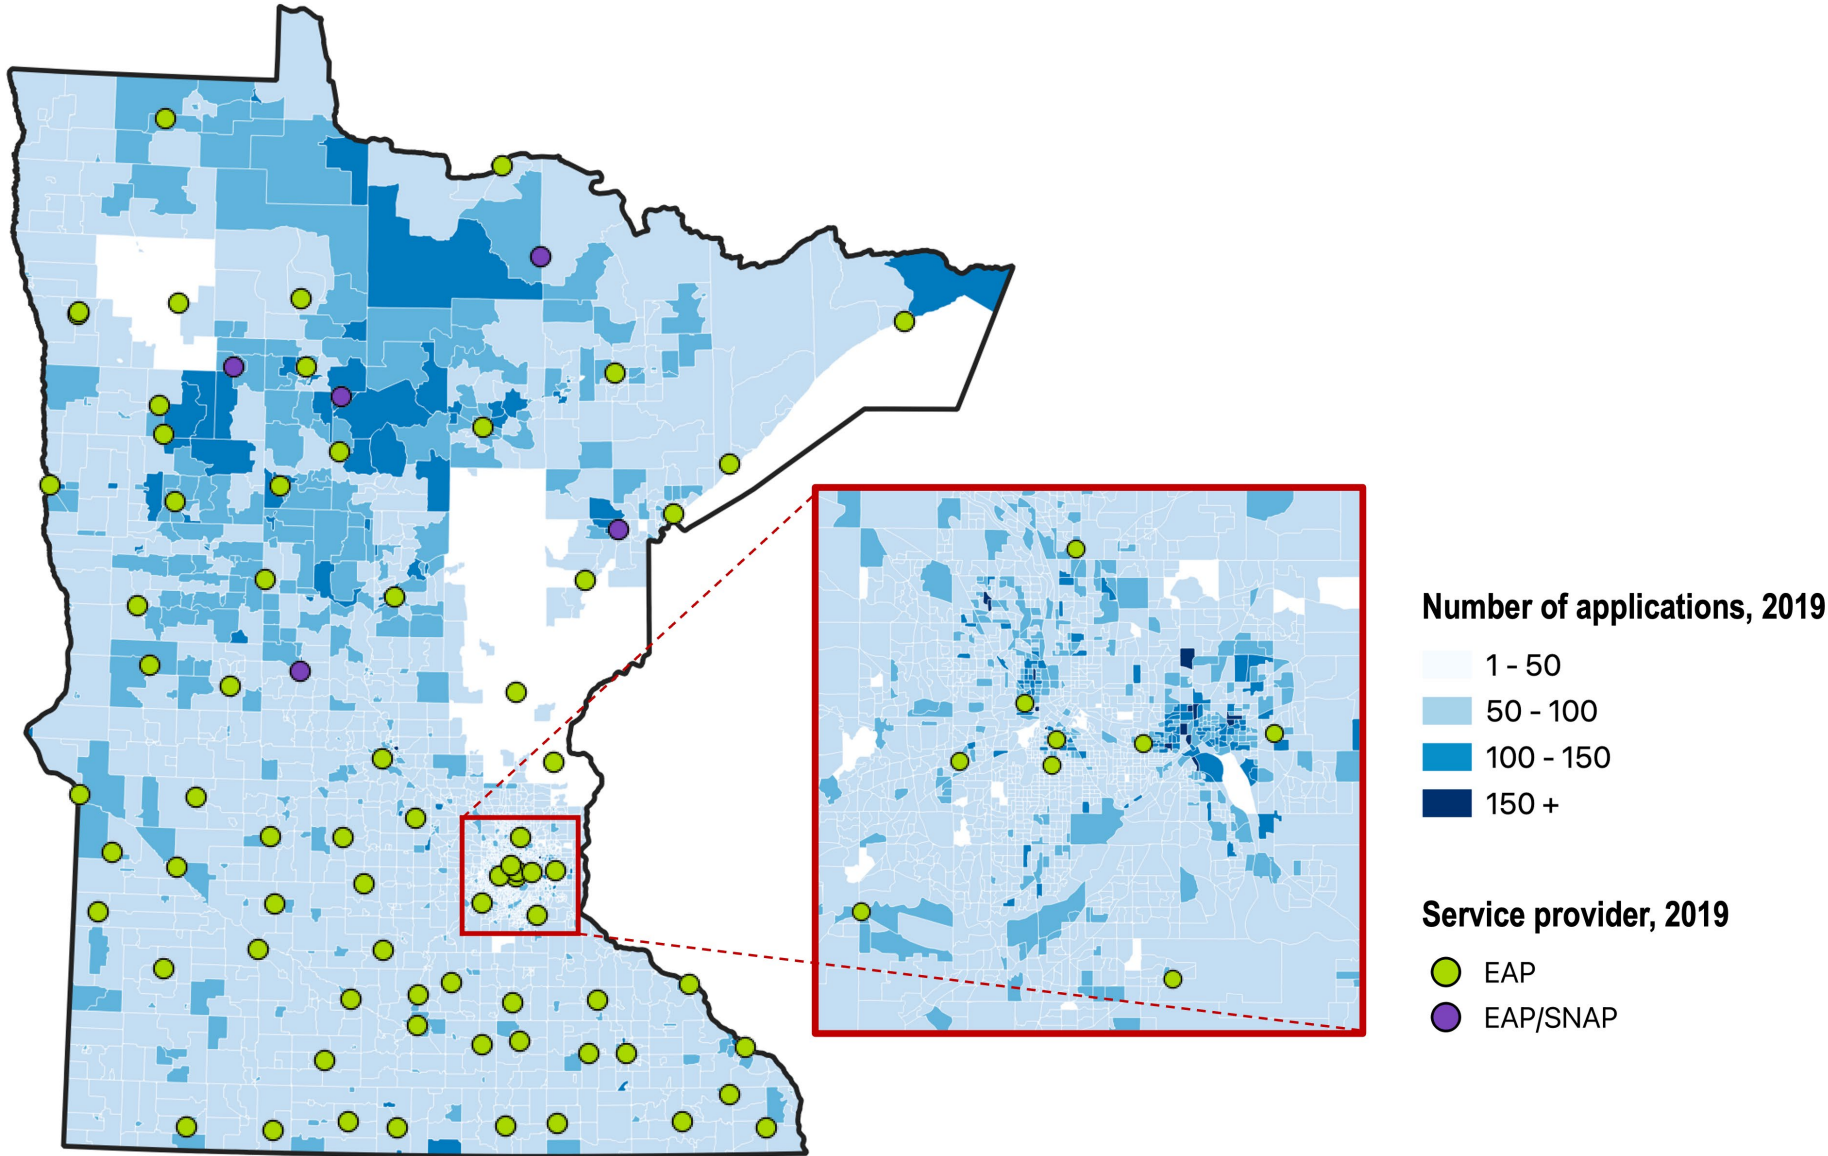 Number of applications, 2019
1 - 50
50 - 100
100 - 150
150 +
Service provider, 2019
EAP
EAP/SNAP